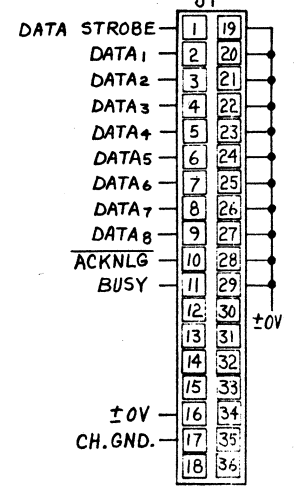 J1
DATA STROBE 1 19
DATA1 2 20
DATA2 3 21
DATA3 4 22
DATA4 5 23
DATA5 6 24
DATA6 7 25
DATA7 8 26
DATA8 9 27
ACKNLG 10 28
BUSY 11 29
12 30 ±0V
13 31
14 32
15 33
±0V 16 34
CH.GND. 17 35
18 36